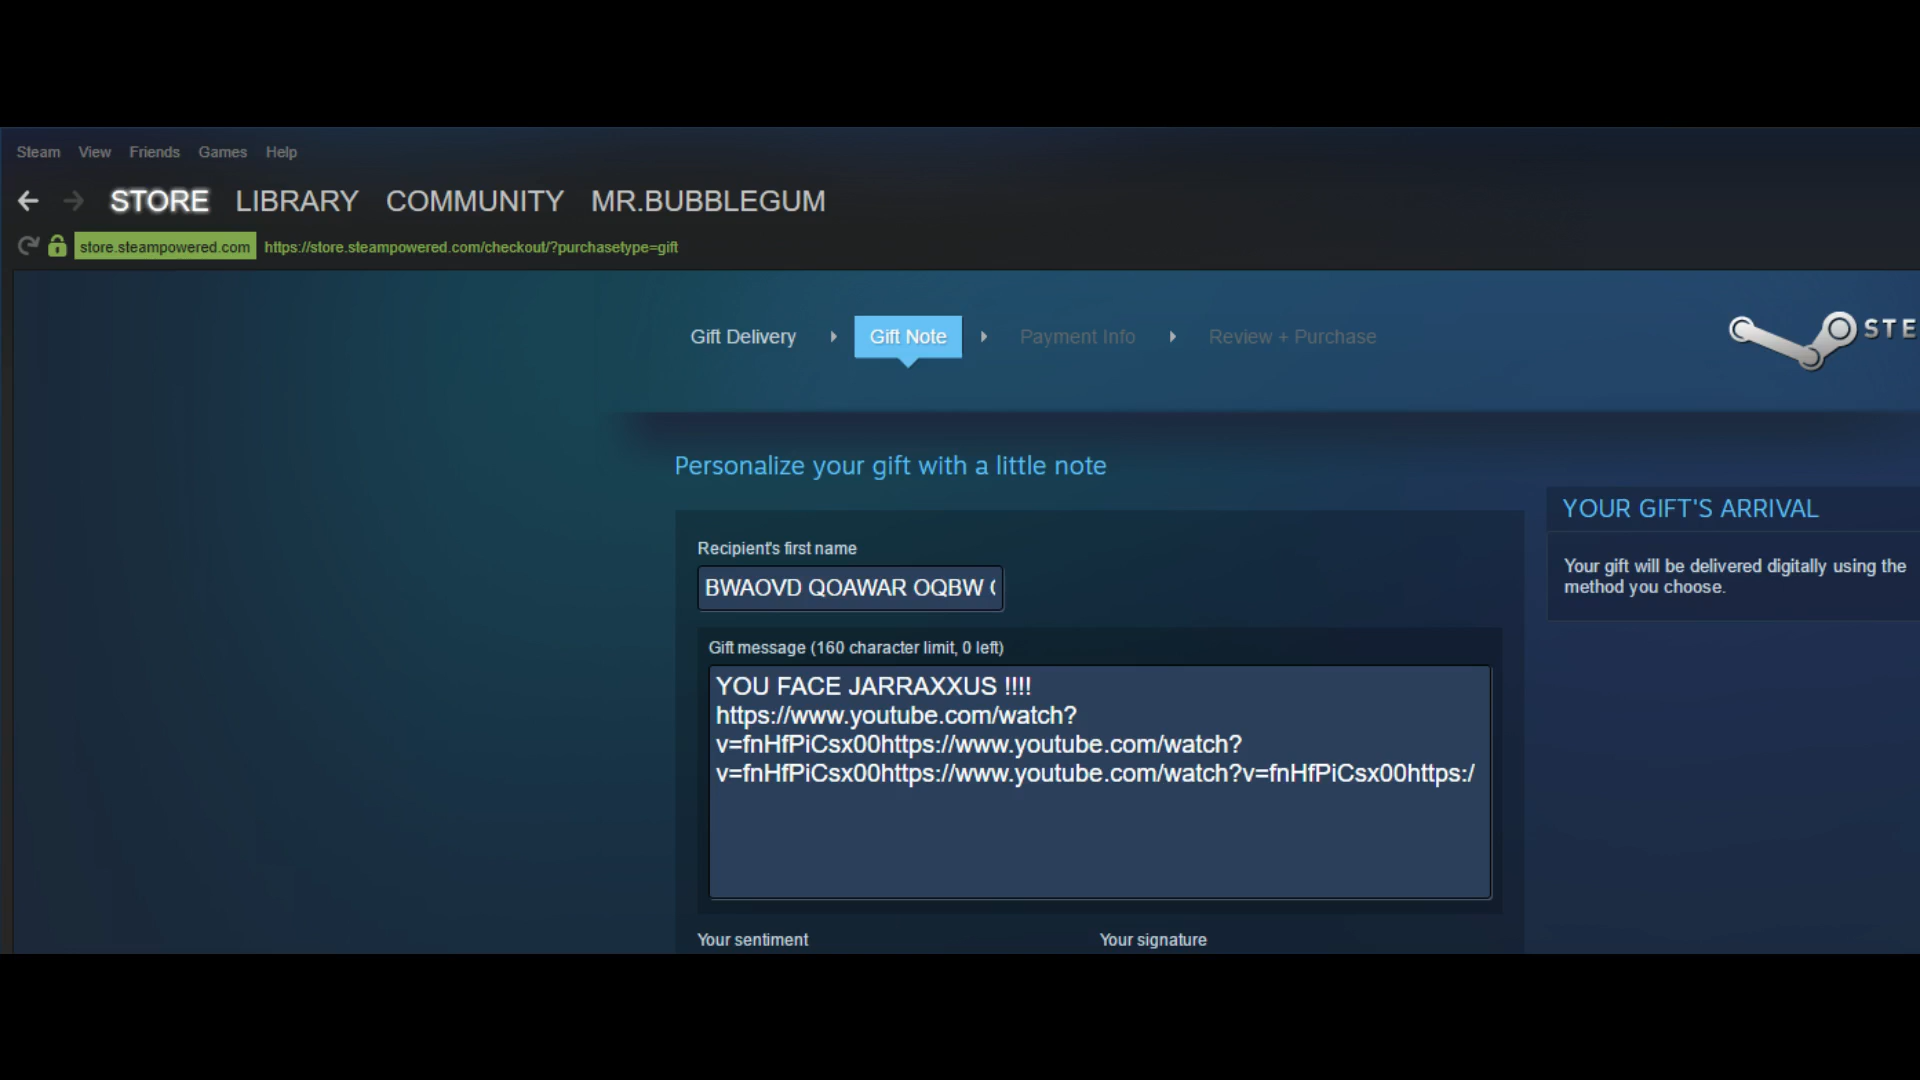 Steam View Friends Games Help
STORE LIBRARY COMMUNITY MR.BUBBLEGUM
store.steampowered.com https://store.steampowered.com/checkout/?purchasetype=gift
Gift Delivery Gift Note Payment Info Review + Purchase
STE
Personalize your gift with a little note
YOUR GIFT'S ARRIVAL
Your gift will be delivered digitally using the
method you choose.
Recipient's first name
BWAOVD QOAWAR OQBW
Gift message (160 character limit, 0 left)
YOU FACE JARRAXXUS !!!!
https://www.youtube.com/watch?
v=fnHfPiCsx00https://www.youtube.com/watch?
v=fnHfPiCsx00https://www.youtube.com/watch?v=fnHfPiCsx00https:/
Your sentiment Your signature